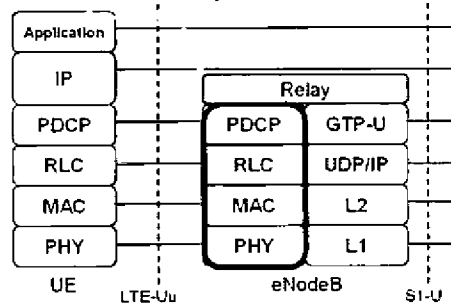 Application
IP
Relay
PDCP PDCP GTP-U
RLC RLC UDP/IP
MAC MAC L2
PHY PHY L1
UE LTE-Uu eNodeB S1-U